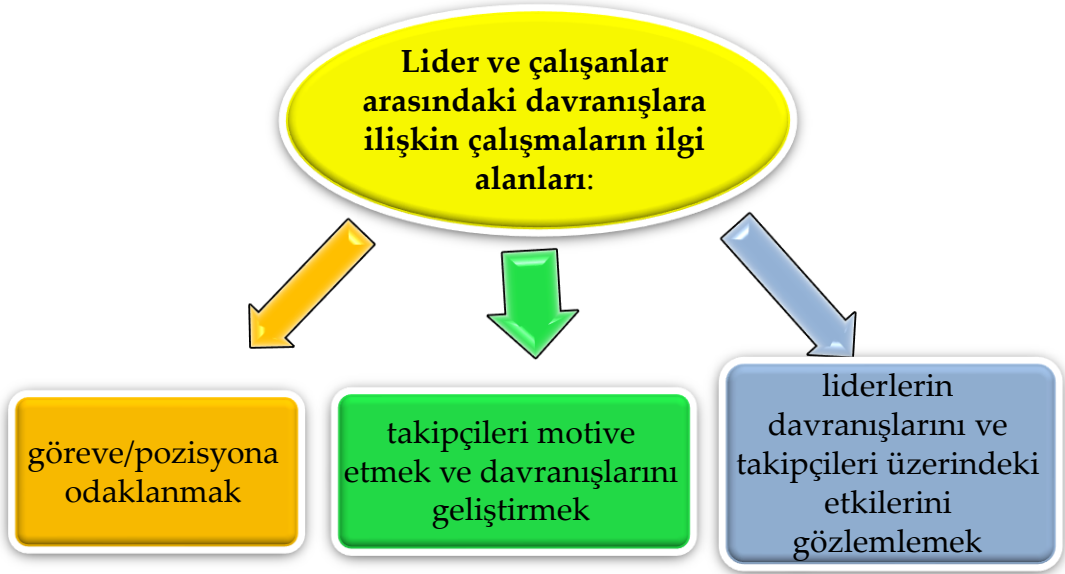 Lider ve çalışanlar
arasındaki davranışlara
ilişkin çalışmaların ilgi
alanları:
göreve/pozisyona
odaklanmak
takipçileri motive
etmek ve davranışlarını
geliştirmek
liderlerin
davranışlarını ve
takipçileri üzerindeki
etkilerini
gözlemlemek